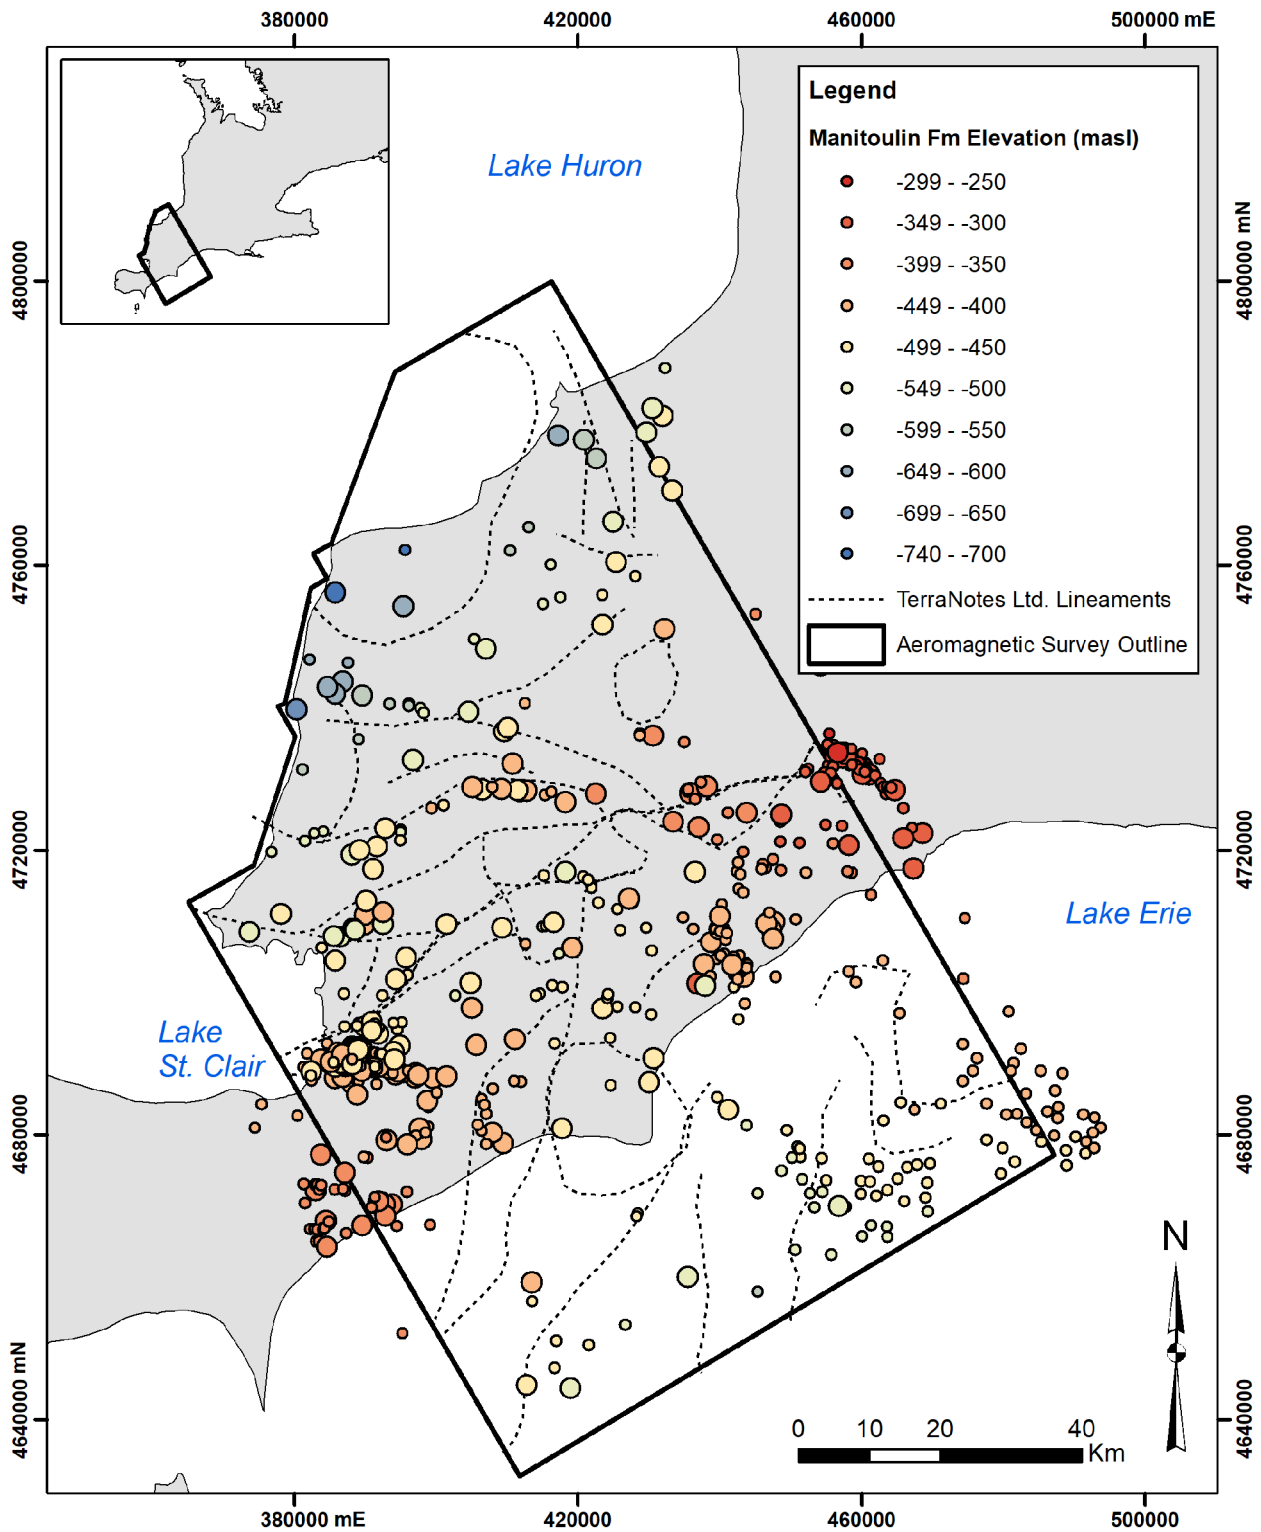 380000
420000
460000
500000 mE
Legend
Manitoulin Fm Elevation (masl)
-299 - -250
-349 - -300
-399 - -350
-449 - -400
-499 - -450
-549 - -500
-599 - -550
-649 - -600
-699 - -650
-740 - -700
TerraNotes Ltd. Lineaments
Aeromagnetic Survey Outline
Lake Huron
Lake Erie
Lake
St. Clair
4800000
4760000
4720000
4680000
4640000 mN
4800000 mN
4760000
4720000
4680000
4640000
N
0
10
20
40
Km
380000 mE
420000
460000
500000